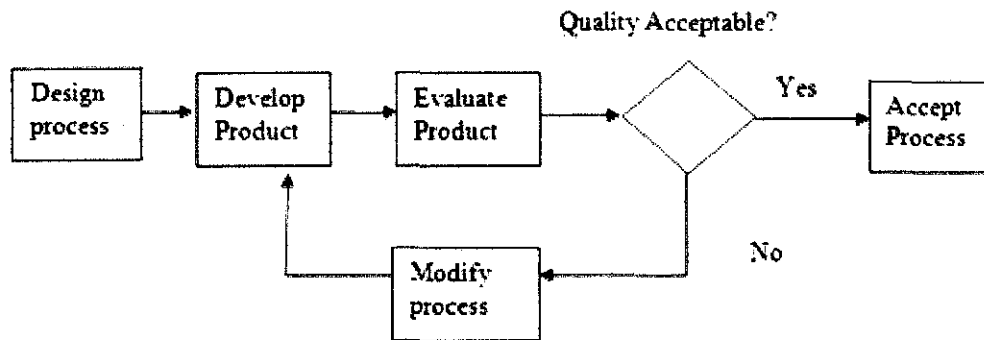 Quality Acceptable?
Design
process
Develop
Product
Evaluate
Product
Yes
Accept
Process
No
Modify
process